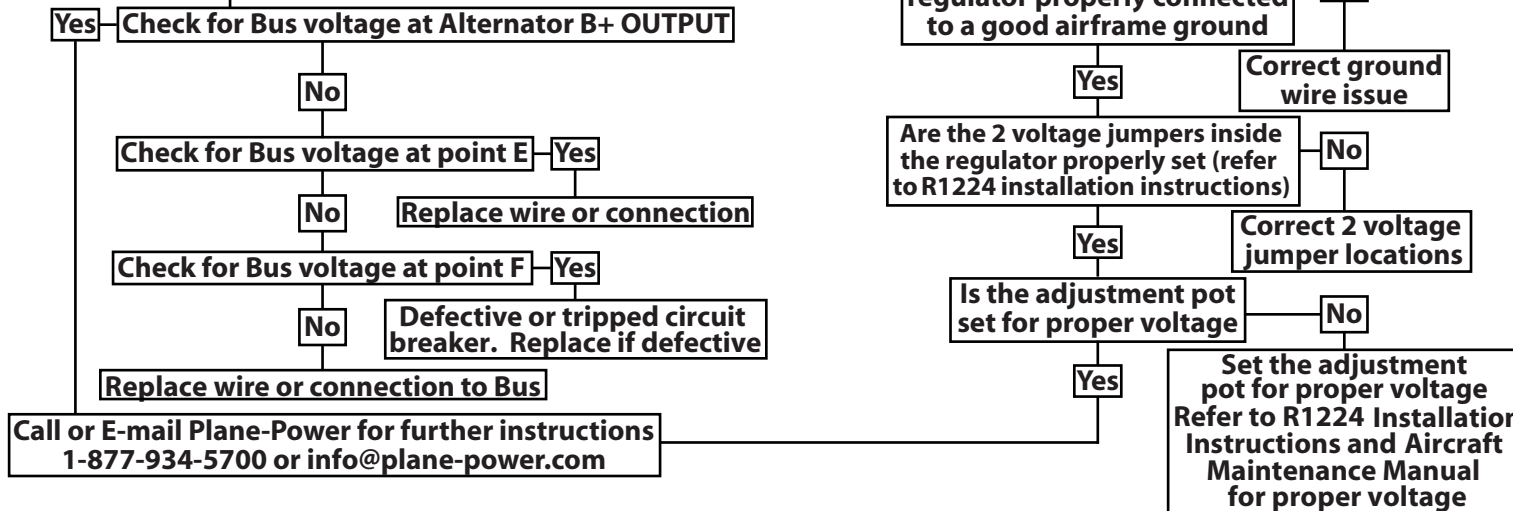 Yes
Check for Bus voltage at Alternator B+ OUTPUT
No
Check for Bus voltage at point E
Yes
No
Replace wire or connection
Check for Bus voltage at point F
Yes
No
Defective or tripped circuit
breaker. Replace if defective
Replace wire or connection to Bus
Call or E-mail Plane-Power for further instructions
1-877-934-5700 or info@plane-power.com
regulator properly connected
to a good airframe ground
Yes
Correct ground
wire issue
Are the 2 voltage jumpers inside
the regulator properly set (refer
to R1224 installation instructions)
No
Yes
Correct 2 voltage
jumper locations
Is the adjustment pot
set for proper voltage
No
Yes
Set the adjustment
pot for proper voltage
Refer to R1224 Installation
Instructions and Aircraft
Maintenance Manual
for proper voltage